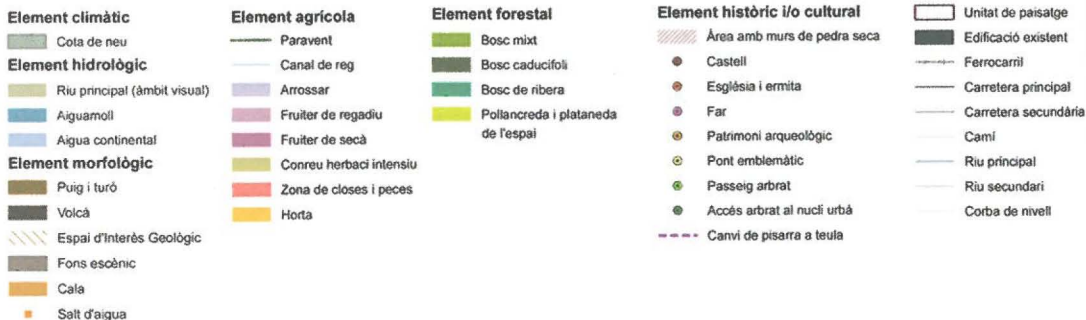 Element climàtic
Cota de neu
Element hidrològic
Riu principal (àmbit visual)
Aiguamoll
Aigua continental
Element morfològic
Puig i turó
Volcà
Espai d'Interès Geològic
Fons escènic
Cala
Salt d'aigua
Element agrícola
Paravent
Canal de reg
Arrossar
Fruiter de regadiu
Fruiter de secà
Conreu herbaci intensiu
Zona de closes i peces
Horta
Element forestal
Bosc mixt
Bosc caducifoli
Bosc de ribera
Pollancreda i plataneda
de l'espai
Element històric i/o cultural
Àrea amb murs de pedra seca
Castell
Església i ermita
Far
Patrimoni arqueològic
Pont emblemàtic
Passeig arbrat
Accés arbrat al nucli urbà
Canvi de pisarra a teula
Unitat de paisatge
Edificació existent
Ferrocarril
Carretera principal
Carretera secundària
Camí
Riu principal
Riu secundari
Corba de nivell